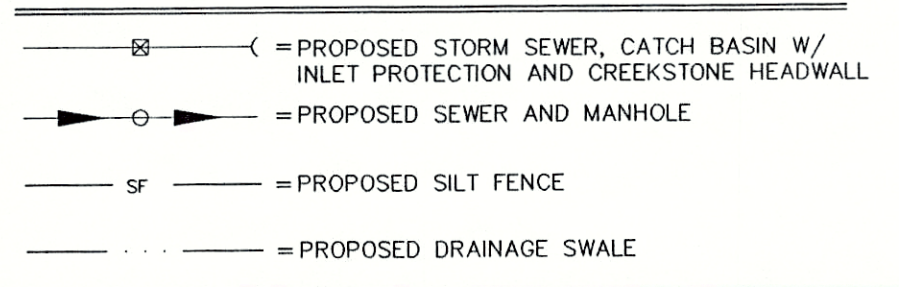 = PROPOSED STORM SEWER, CATCH BASIN W/
INLET PROTECTION AND CREEKSTONE HEADWALL
= PROPOSED SEWER AND MANHOLE
SF = PROPOSED SILT FENCE
= PROPOSED DRAINAGE SWALE